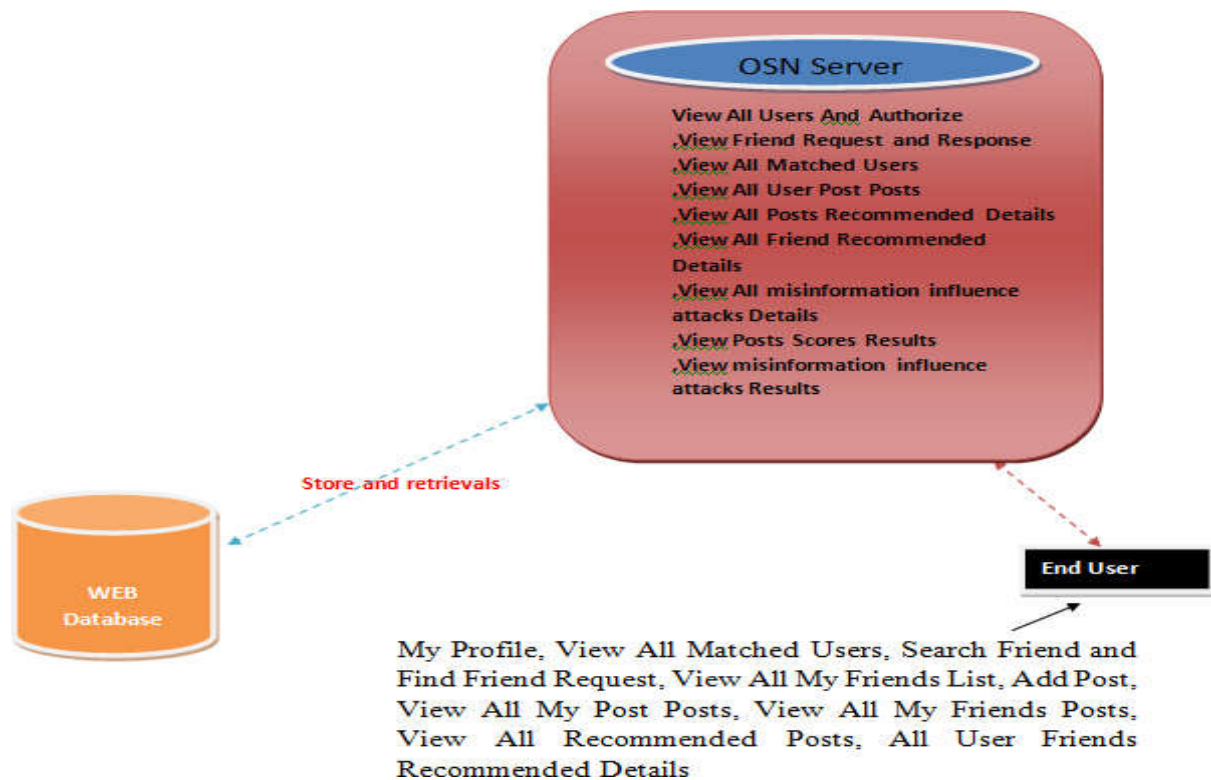 OSN Server
View All Users And Authorize
,View Friend Request and Response
,View All Matched Users
,View All User Post Posts
,View All Posts Recommended Details
,View All Friend Recommended
Details
,View All misinformation influence
attacks Details
,View Posts Scores Results
,View misinformation influence
attacks Results
Store and retrievals
WEB
Database
End User
My Profile, View All Matched Users, Search Friend and
Find Friend Request, View All My Friends List, Add Post,
View All My Post Posts, View All My Friends Posts,
View All Recommended Posts, All User Friends
Recommended Details